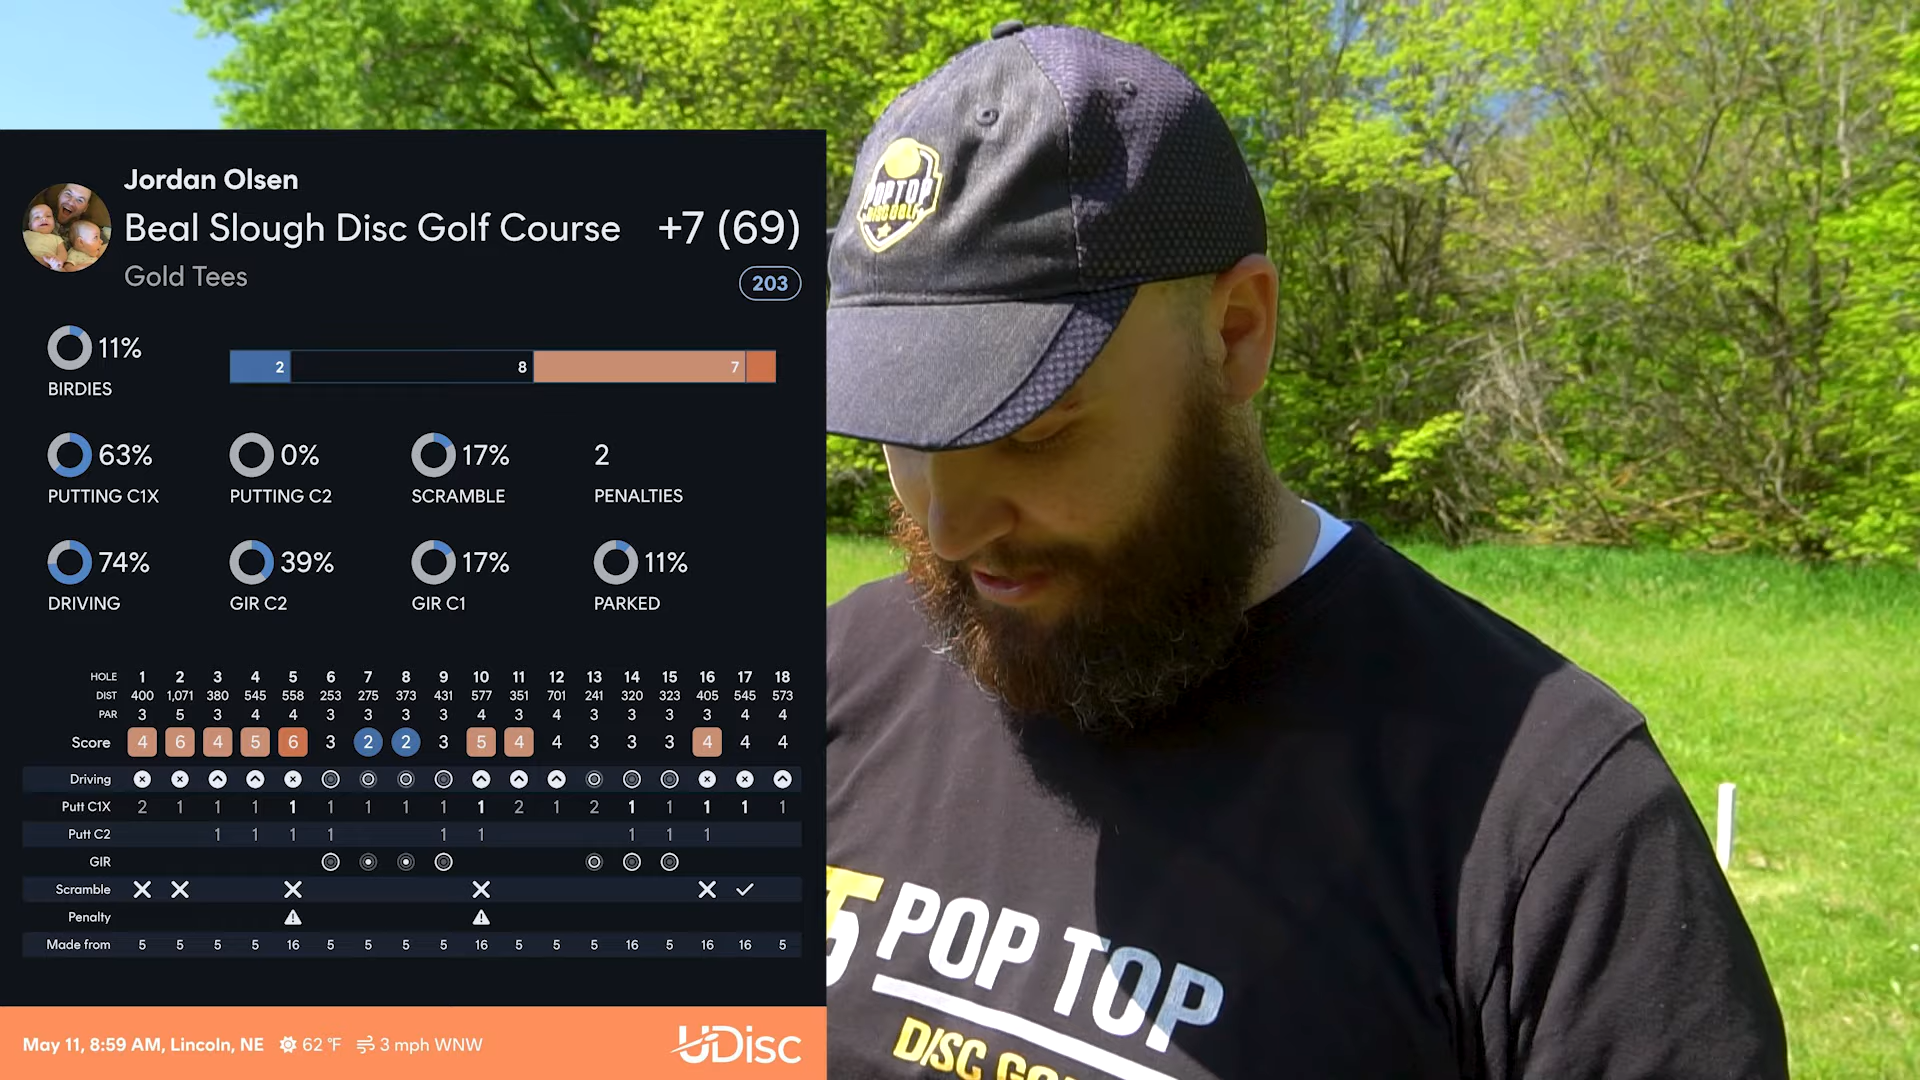 Jordan Olsen
Beal Slough Disc Golf Course +7 (69)
Gold Tees 203
11%
BIRDIES
2 8 7
63% 0% 17% 2
PUTTING C1X PUTTING C2 SCRAMBLE PENALTIES
74% 39% 17% 11%
DRIVING GIR C2 GIR C1 PARKED
HOLE 1 2 3 4 5 6 7 8 9 10 11 12 13 14 15 16 17 18
DIST 400 1,071 380 545 558 253 275 373 431 577 351 701 241 320 323 405 545 573
PAR 3 5 3 4 4 3 3 3 3 4 3 4 3 3 3 3 4 4
Score 4 6 4 5 6 3 2 2 3 5 4 4 3 3 3 4 4 4
Driving
Putt C1X 2 1 1 1 1 1 1 1 1 1 2 1 2 1 1 1 1 1
Putt C2 1 1 1 1 1 1 1 1 1
GIR
Scramble
Penalty
Made from 5 5 5 5 16 5 5 5 5 16 5 5 5 16 5 16 16 5
May 11, 8:59 AM, Lincoln, NE 62 °F 3 mph WNW UDisc
POP TOP
DISC GOLF
POP TOP
DISC GO